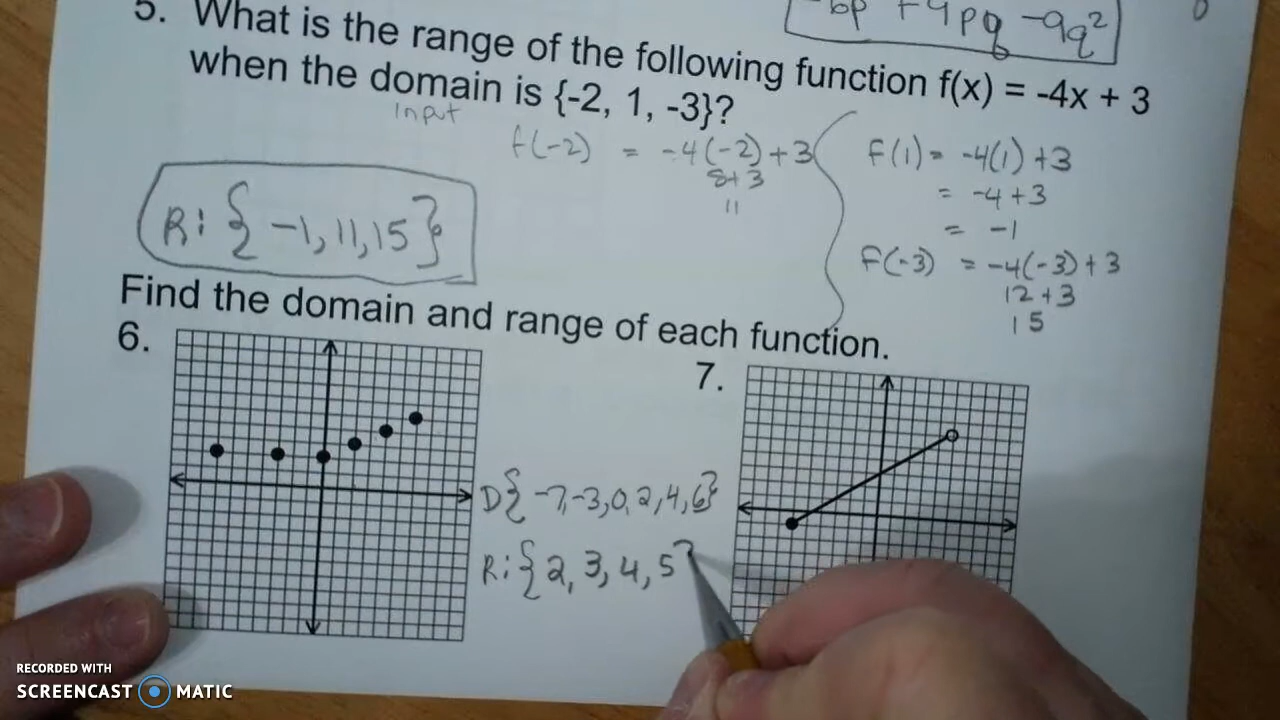 -6p + 4pq -9q²
5. What is the range of the following function f(x) = -4x + 3
when the domain is {-2, 1, -3}?
Input
f(-2) = -4(-2)+3
8+3
11
f(1) = -4(1) +3
= -4+3
= -1
f(-3) = -4(-3)+3
12+3
15
R: { -1, 11, 15 }
Find the domain and range of each function.
6.
7.
D{ -7, -3, 0, 2, 4, 6}
R: { 2, 3, 4, 5 }
RECORDED WITH
SCREENCAST MATIC